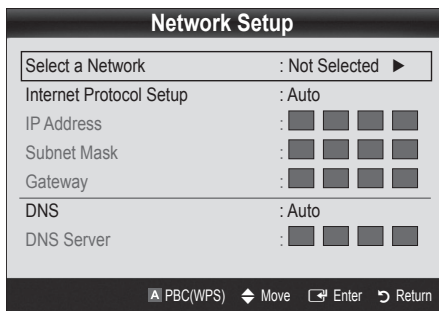 Network Setup
Select a Network : Not Selected ▶
Internet Protocol Setup : Auto
IP Address :
Subnet Mask :
Gateway :
DNS : Auto
DNS Server :
A PBC(WPS) Move Enter Return